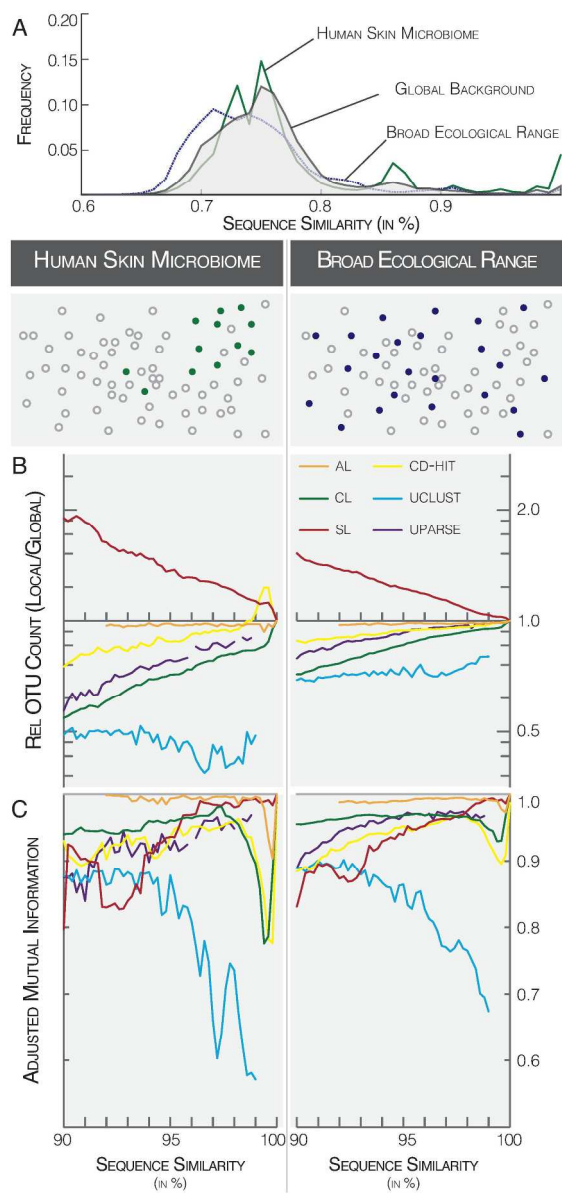 A
0.20
0.15
0.10
0.05
FREQUENCY
HUMAN SKIN MICROBIOME
GLOBAL BACKGROUND
BROAD ECOLOGICAL RANGE
0.6
0.7
0.8
0.9
SEQUENCE SIMILARITY (IN %)
HUMAN SKIN MICROBIOME
BROAD ECOLOGICAL RANGE
B
REL OTU COUNT (LOCAL/GLOBAL)
AL
CL
SL
CD-HIT
UCLUST
UPARSE
2.0
1.0
0.5
C
ADJUSTED MUTUAL INFORMATION
1.0
0.9
0.8
0.7
0.6
90
95
100
90
95
100
SEQUENCE SIMILARITY
(IN %)
SEQUENCE SIMILARITY
(IN %)